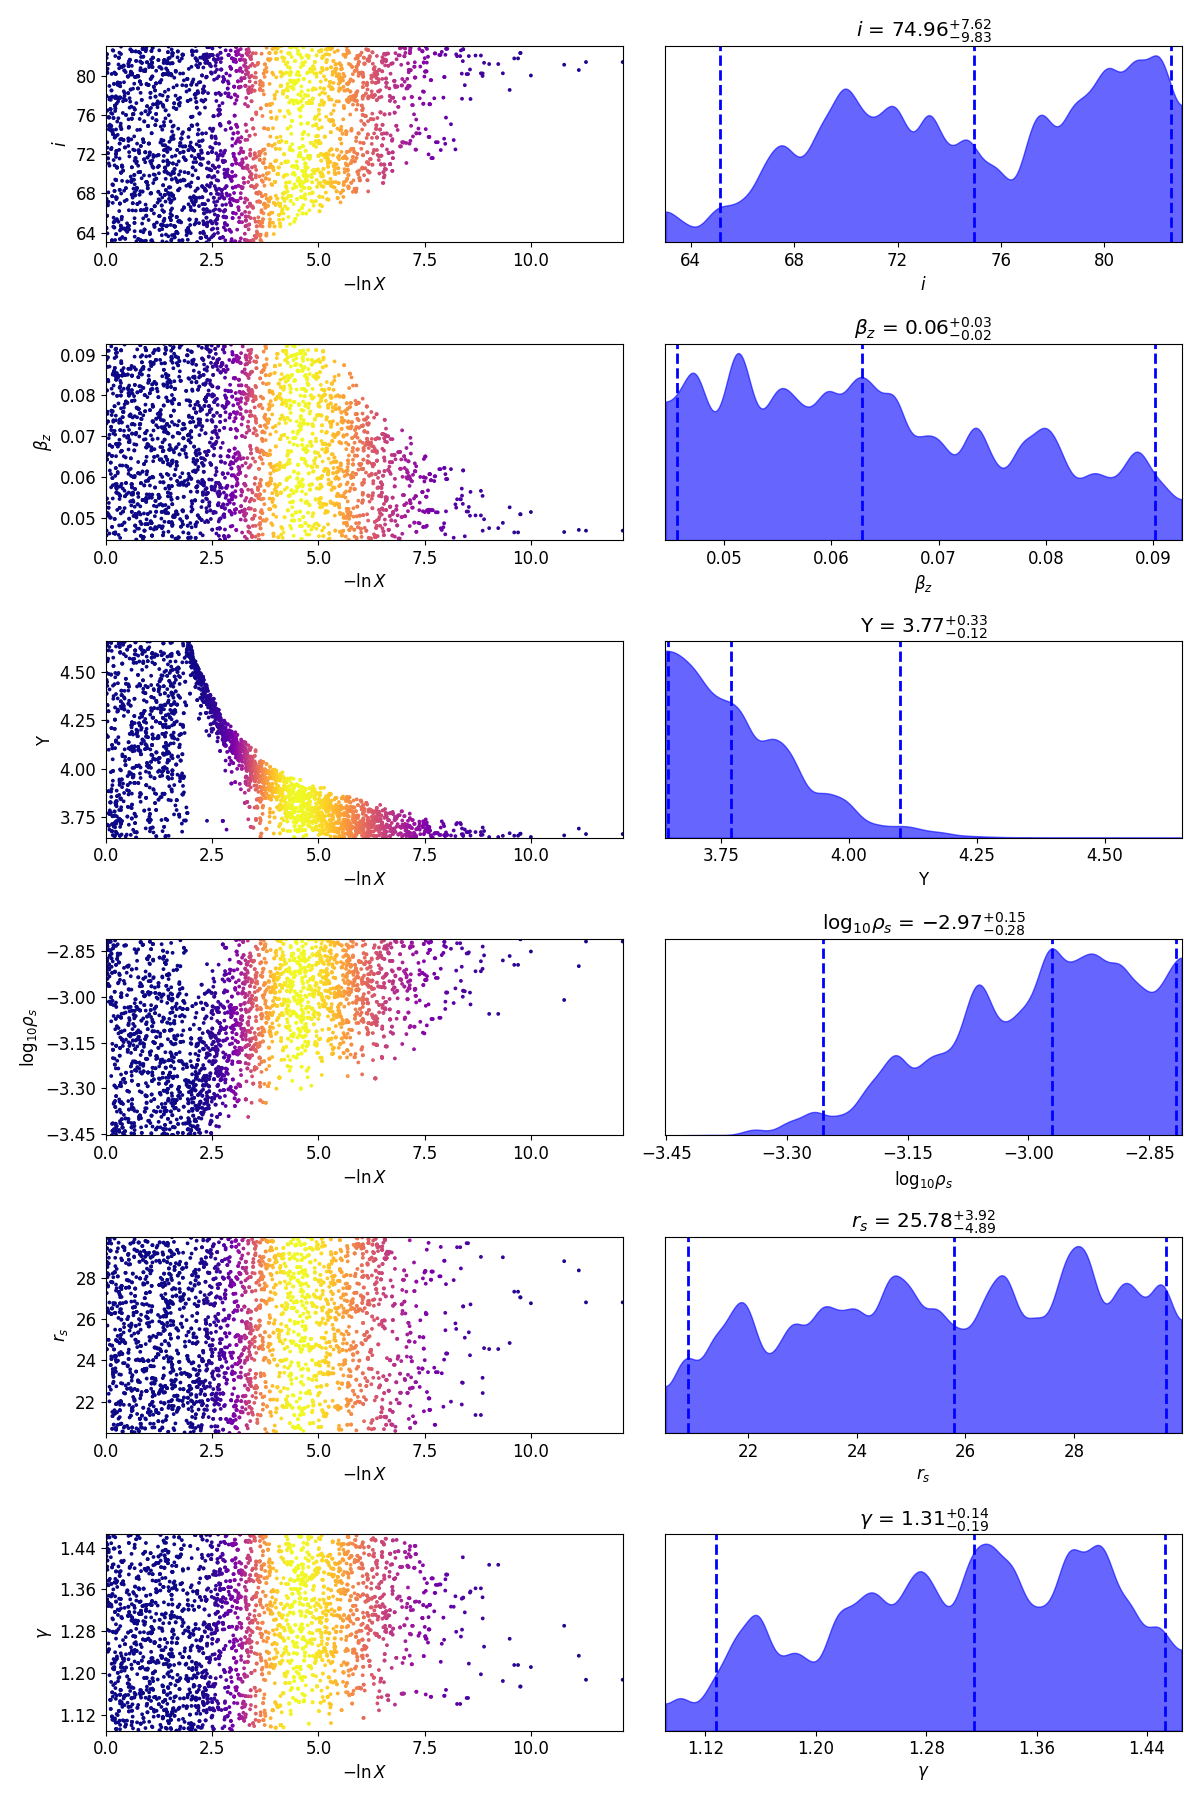 i = 74.96+7.62 −9.83
80
76
72
68
64
i
0.0 2.5 5.0 7.5 10.0
−ln X
64 68 72 76 80
i
βz = 0.06+0.03 −0.02
0.09
0.08
0.07
0.06
0.05
βz
0.0 2.5 5.0 7.5 10.0
−ln X
0.05 0.06 0.07 0.08 0.09
βz
Y = 3.77+0.33 −0.12
4.50
4.25
4.00
3.75
Y
0.0 2.5 5.0 7.5 10.0
−ln X
3.75 4.00 4.25 4.50
Y
log10ρs = −2.97+0.15 −0.28
−2.85
−3.00
−3.15
−3.30
−3.45
log10ρs
0.0 2.5 5.0 7.5 10.0
−ln X
−3.45 −3.30 −3.15 −3.00 −2.85
log10ρs
rs = 25.78+3.92 −4.89
28
26
24
22
rs
0.0 2.5 5.0 7.5 10.0
−ln X
22 24 26 28
rs
γ = 1.31+0.14 −0.19
1.44
1.36
1.28
1.20
1.12
γ
0.0 2.5 5.0 7.5 10.0
−ln X
1.12 1.20 1.28 1.36 1.44
γ